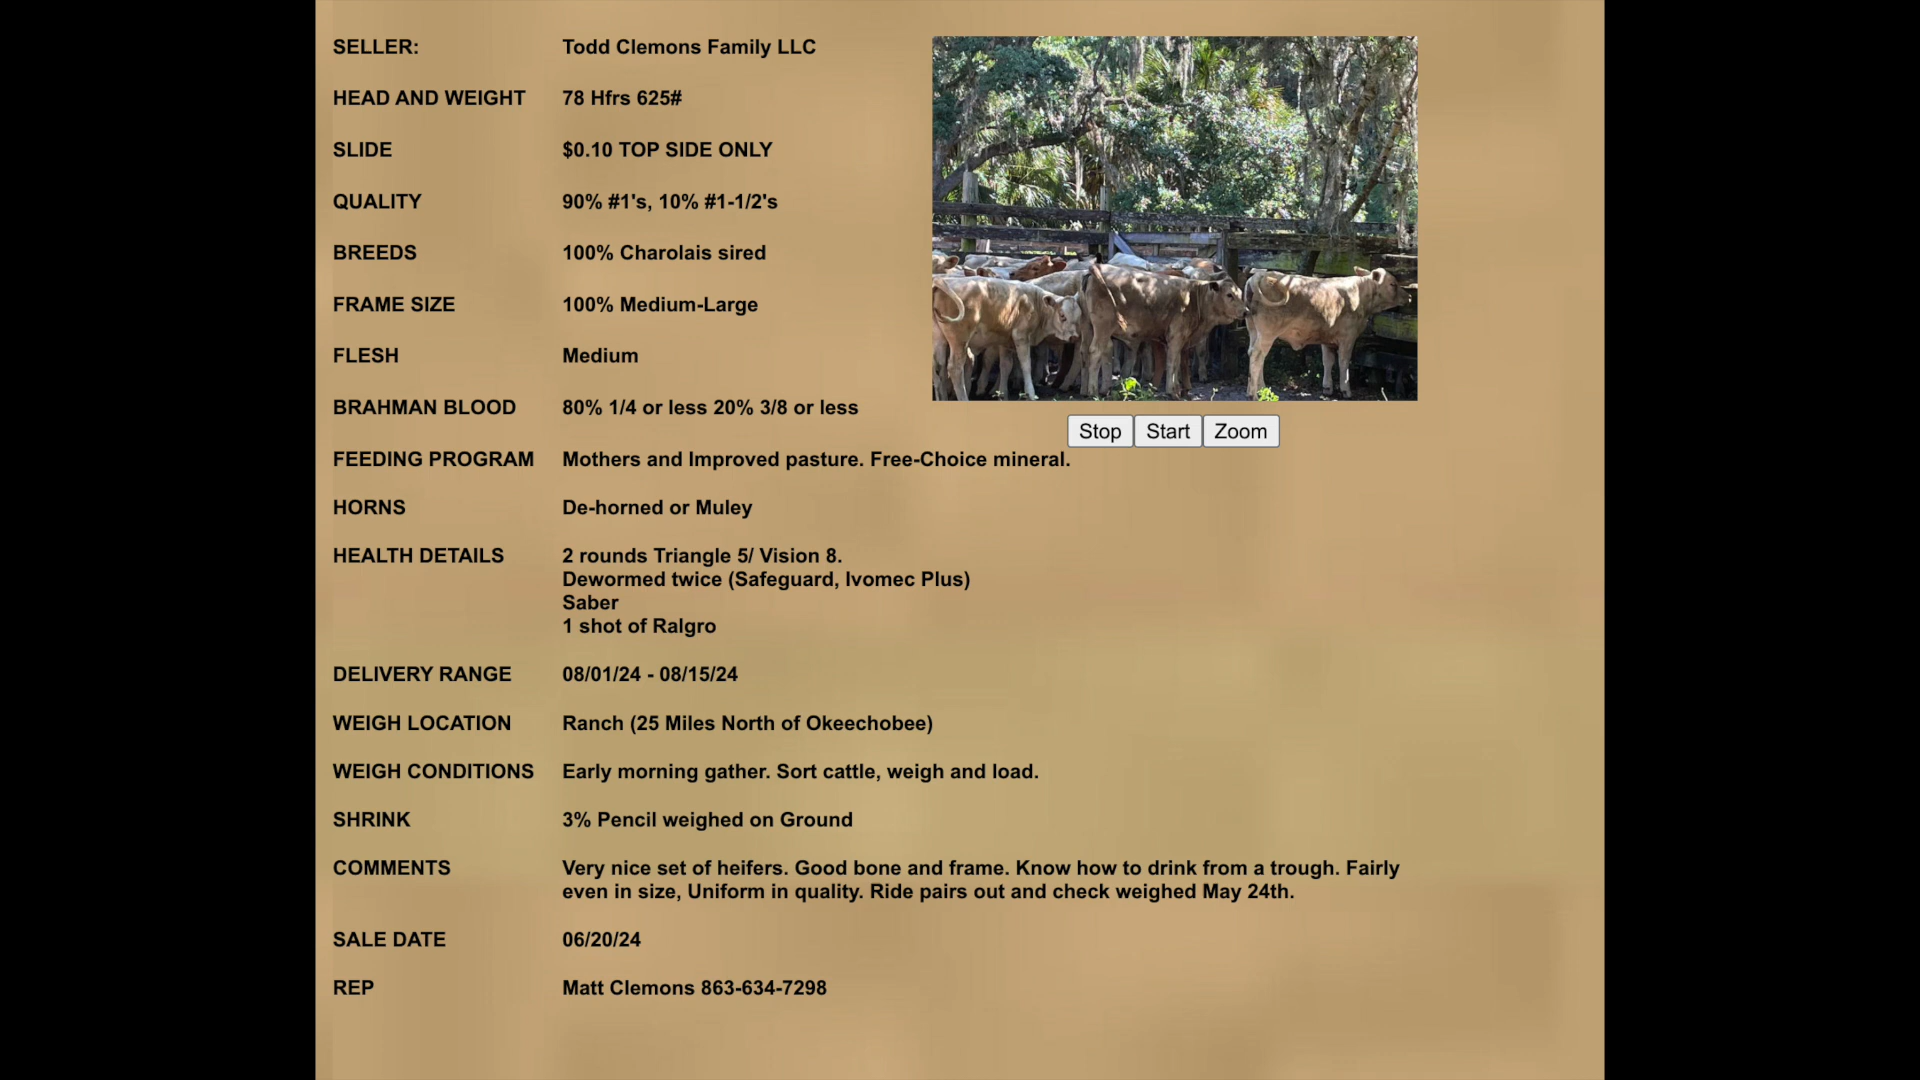 SELLER: Todd Clemons Family LLC
HEAD AND WEIGHT 78 Hfrs 625#
SLIDE $0.10 TOP SIDE ONLY
QUALITY 90% #1's, 10% #1-1/2's
BREEDS 100% Charolais sired
FRAME SIZE 100% Medium-Large
FLESH Medium
BRAHMAN BLOOD 80% 1/4 or less 20% 3/8 or less
Stop Start Zoom
FEEDING PROGRAM Mothers and Improved pasture. Free-Choice mineral.
HORNS De-horned or Muley
HEALTH DETAILS 2 rounds Triangle 5/ Vision 8.
Dewormed twice (Safeguard, Ivomec Plus)
Saber
1 shot of Ralgro
DELIVERY RANGE 08/01/24 - 08/15/24
WEIGH LOCATION Ranch (25 Miles North of Okeechobee)
WEIGH CONDITIONS Early morning gather. Sort cattle, weigh and load.
SHRINK 3% Pencil weighed on Ground
COMMENTS Very nice set of heifers. Good bone and frame. Know how to drink from a trough. Fairly
even in size, Uniform in quality. Ride pairs out and check weighed May 24th.
SALE DATE 06/20/24
REP Matt Clemons 863-634-7298